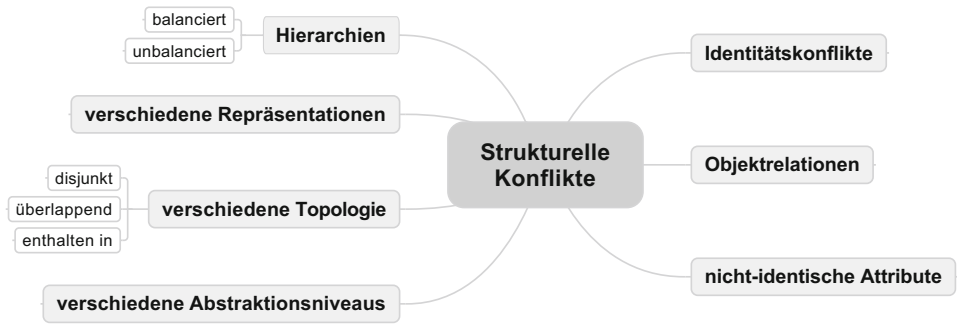 balanciert
unbalanciert
Hierarchien
verschiedene Repräsentationen
disjunkt
überlappend
enthalten in
verschiedene Topologie
verschiedene Abstraktionsniveaus
Strukturelle
Konflikte
Identitätskonflikte
Objektrelationen
nicht-identische Attribute